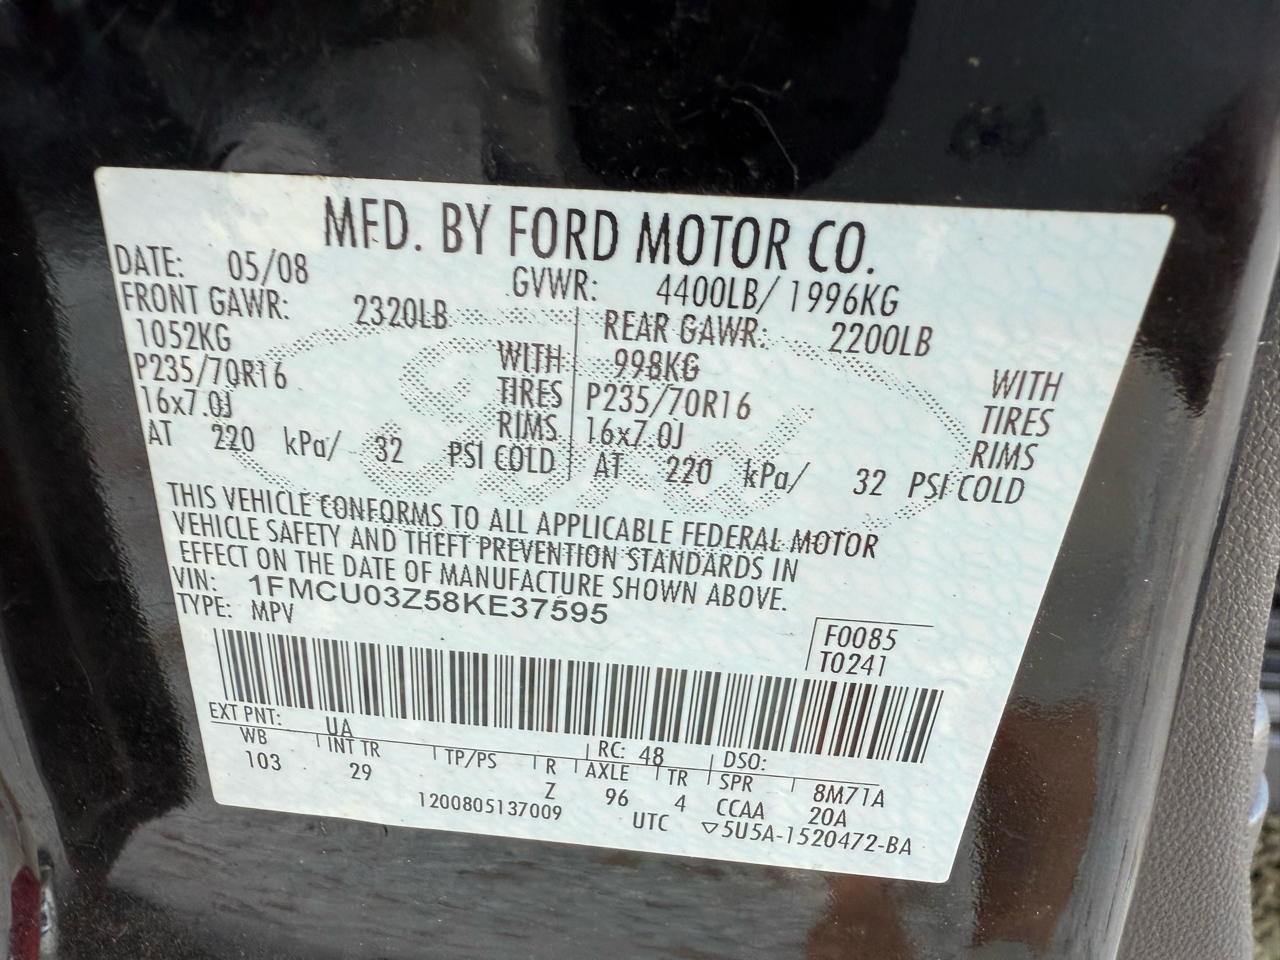 MFD. BY FORD MOTOR CO.
DATE: 05/08 GVWR: 4400LB/ 1996KG
FRONT GAWR: 2320LB REAR GAWR: 2200LB
1052KG WITH 998KG WITH
P235/70R16 TIRES P235/70R16 TIRES
16x7.0J RIMS 16x7.0J RIMS
AT 220 kPa/ 32 PSI COLD AT 220 kPa/ 32 PSI COLD
THIS VEHICLE CONFORMS TO ALL APPLICABLE FEDERAL MOTOR
VEHICLE SAFETY AND THEFT PREVENTION STANDARDS IN
EFFECT ON THE DATE OF MANUFACTURE SHOWN ABOVE.
VIN: 1FMCU03Z58KE37595
TYPE: MPV
F0085
T0241
EXT PNT: UA RC: 48 DSO:
WB INT TR TP/PS R AXLE TR SPR 8M71A
103 29 Z 96 4 CCAA 20A
1200805137009 UTC ▽5U5A-1520472-BA